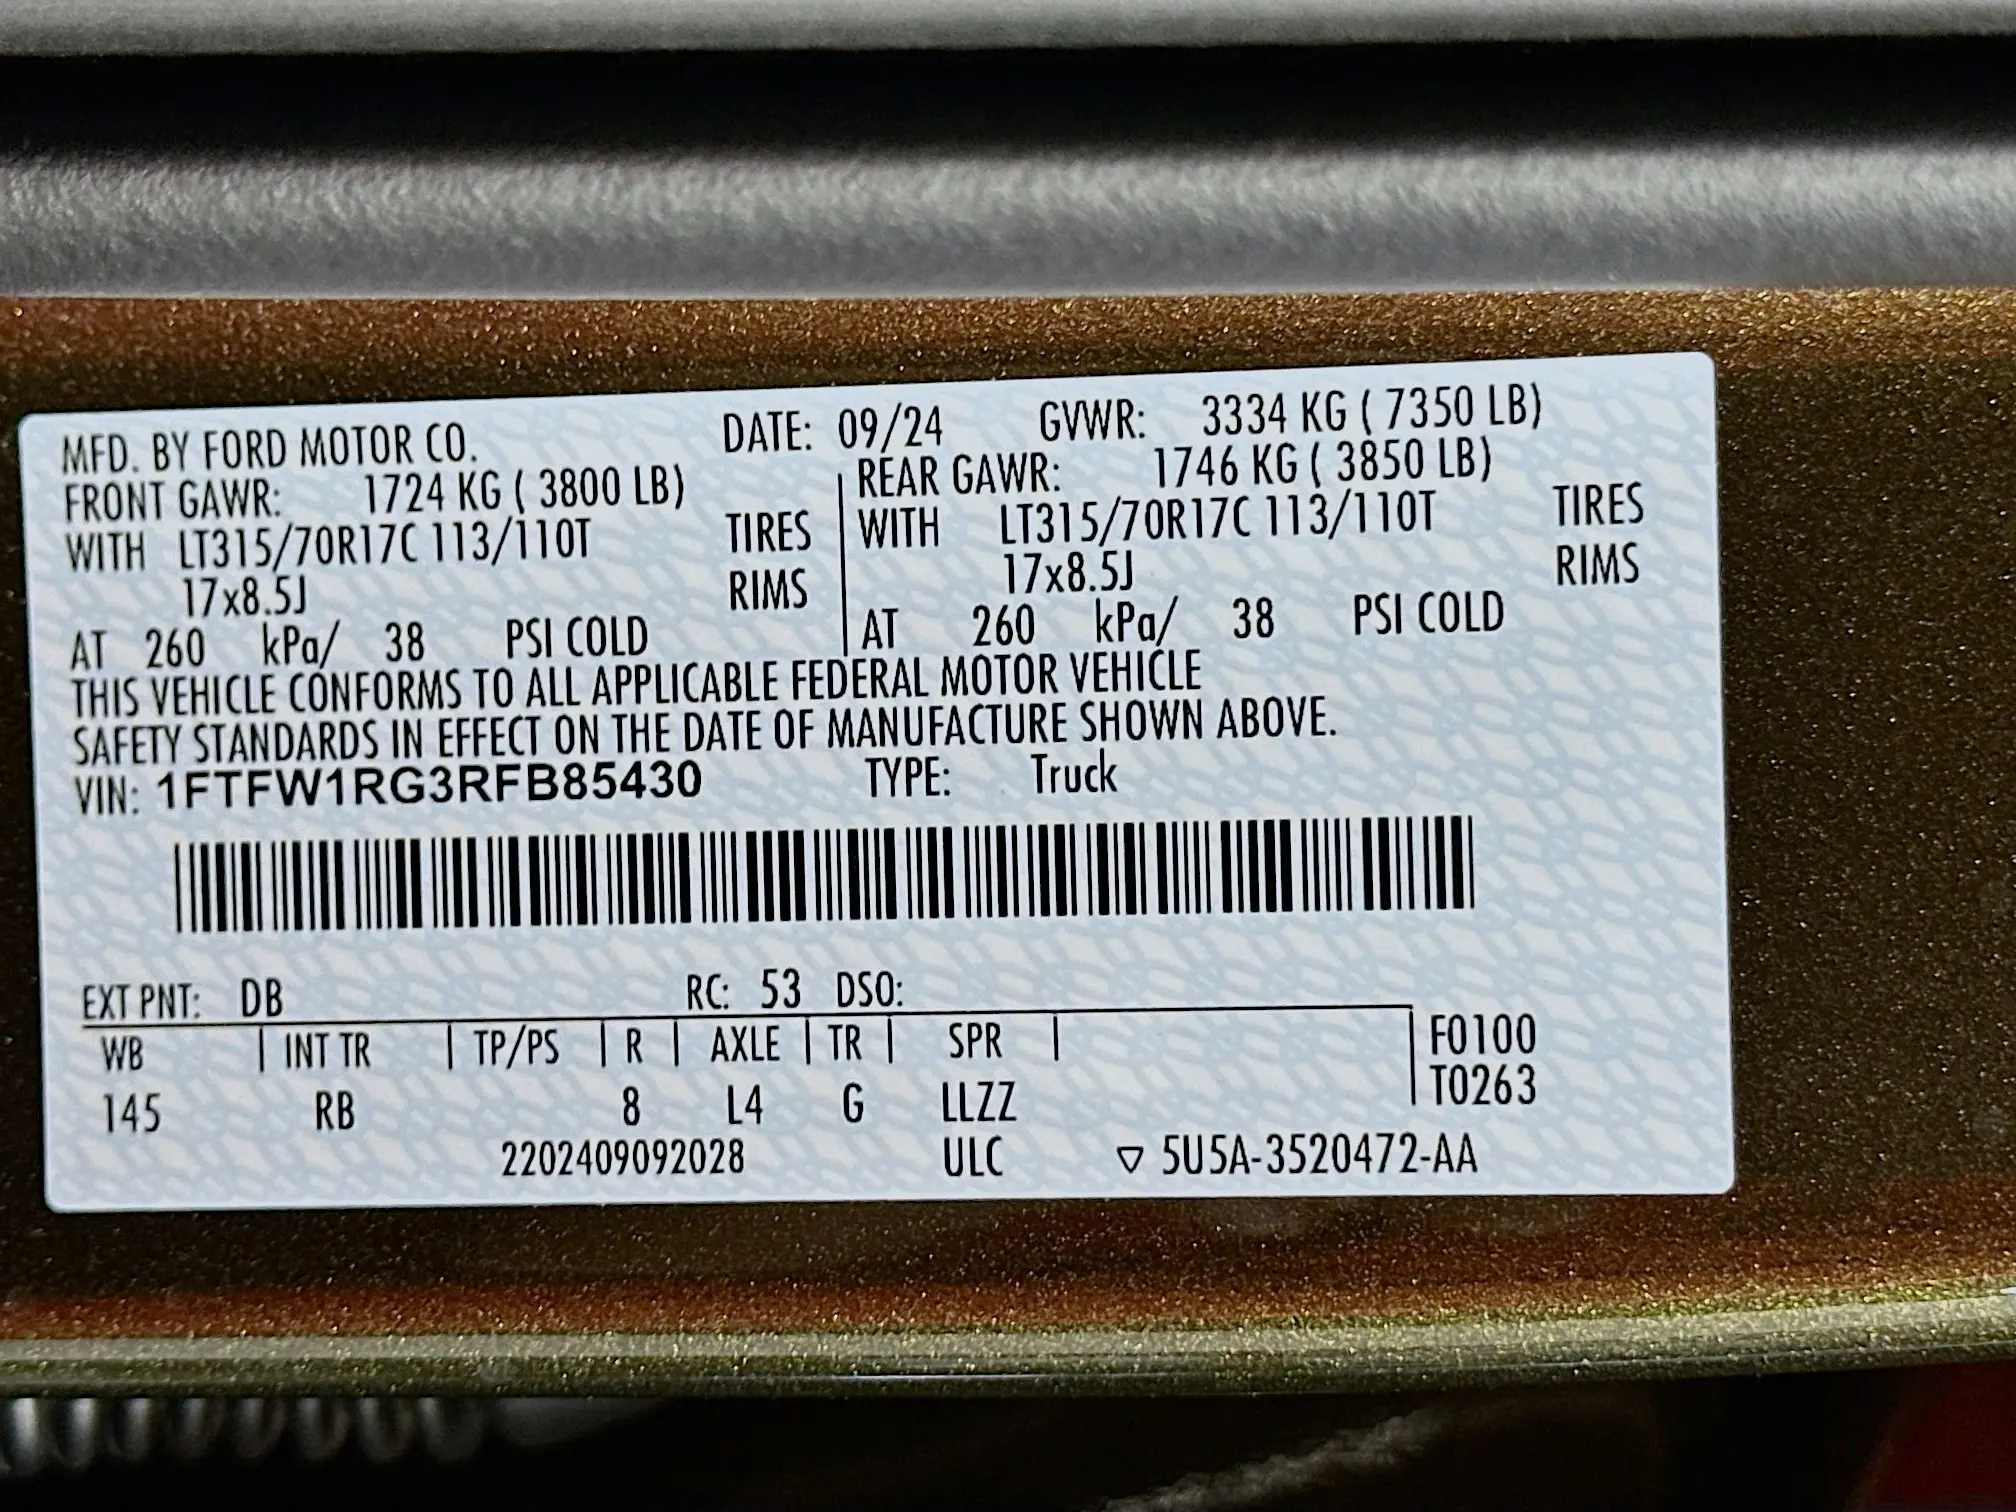 MFD. BY FORD MOTOR CO. DATE: 09/24 GVWR: 3334 KG ( 7350 LB)
FRONT GAWR: 1724 KG ( 3800 LB) REAR GAWR: 1746 KG ( 3850 LB)
WITH LT315/70R17C 113/110T TIRES WITH LT315/70R17C 113/110T TIRES
17x8.5J RIMS 17x8.5J RIMS
AT 260 kPa/ 38 PSI COLD AT 260 kPa/ 38 PSI COLD
THIS VEHICLE CONFORMS TO ALL APPLICABLE FEDERAL MOTOR VEHICLE
SAFETY STANDARDS IN EFFECT ON THE DATE OF MANUFACTURE SHOWN ABOVE.
VIN: 1FTFW1RG3RFB85430 TYPE: Truck
EXT PNT: DB RC: 53 DSO:
WB | INT TR | TP/PS | R | AXLE | TR | SPR | F0100
145 RB 8 L4 G LLZZ T0263
2202409092028 ULC ▽ 5U5A-3520472-AA